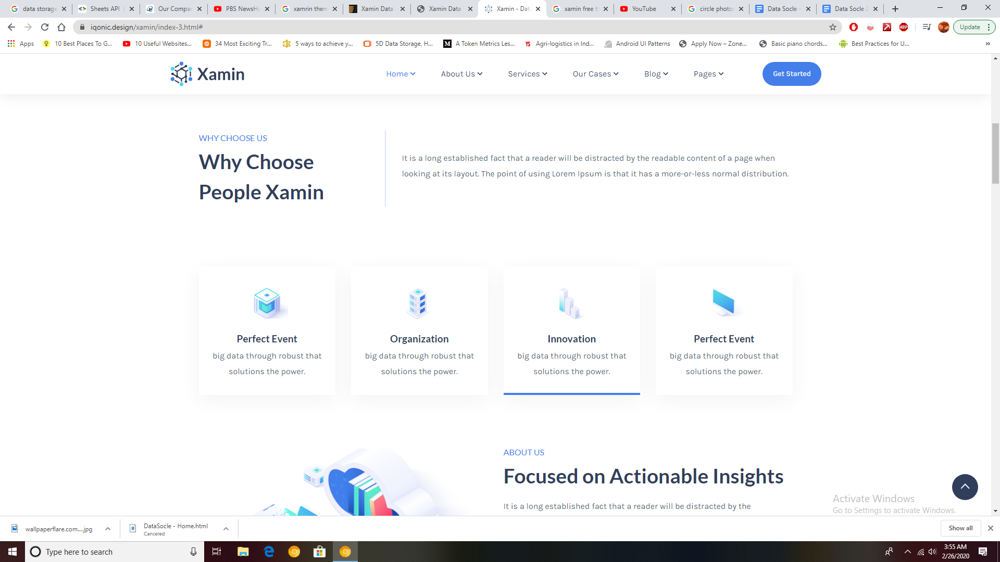 data storage
Sheets API
Our Compan
PBS NewsHo
xamrin them
Xamin Data
Xamin Data
Xamin - Data
xamin free th
YouTube
circle photos
Data Socle -
Data Socle 2
iqonic.design/xamin/index-3.html#
Update
Apps
10 Best Places To G...
10 Useful Websites...
34 Most Exciting Tr...
5 ways to achieve y...
5D Data Storage, H...
A Token Metrics Les...
YS
Agri-logistics in Ind...
Android UI Patterns
Apply Now – Zone...
Basic piano chords...
Best Practices for U...
Xamin
Home
About Us
Services
Our Cases
Blog
Pages
Get Started
WHY CHOOSE US
Why Choose
People Xamin
It is a long established fact that a reader will be distracted by the readable content of a page when
looking at its layout. The point of using Lorem Ipsum is that it has a more-or-less normal distribution.
Perfect Event
big data through robust that
solutions the power.
Organization
big data through robust that
solutions the power.
Innovation
big data through robust that
solutions the power.
Perfect Event
big data through robust that
solutions the power.
ABOUT US
Focused on Actionable Insights
It is a long established fact that a reader will be distracted by the
Activate Windows
Go to Settings to activate Windows.
wallpaperflare.com....jpg
DataSocle - Home.html
Canceled
Show all
Type here to search
3:55 AM
2/26/2020